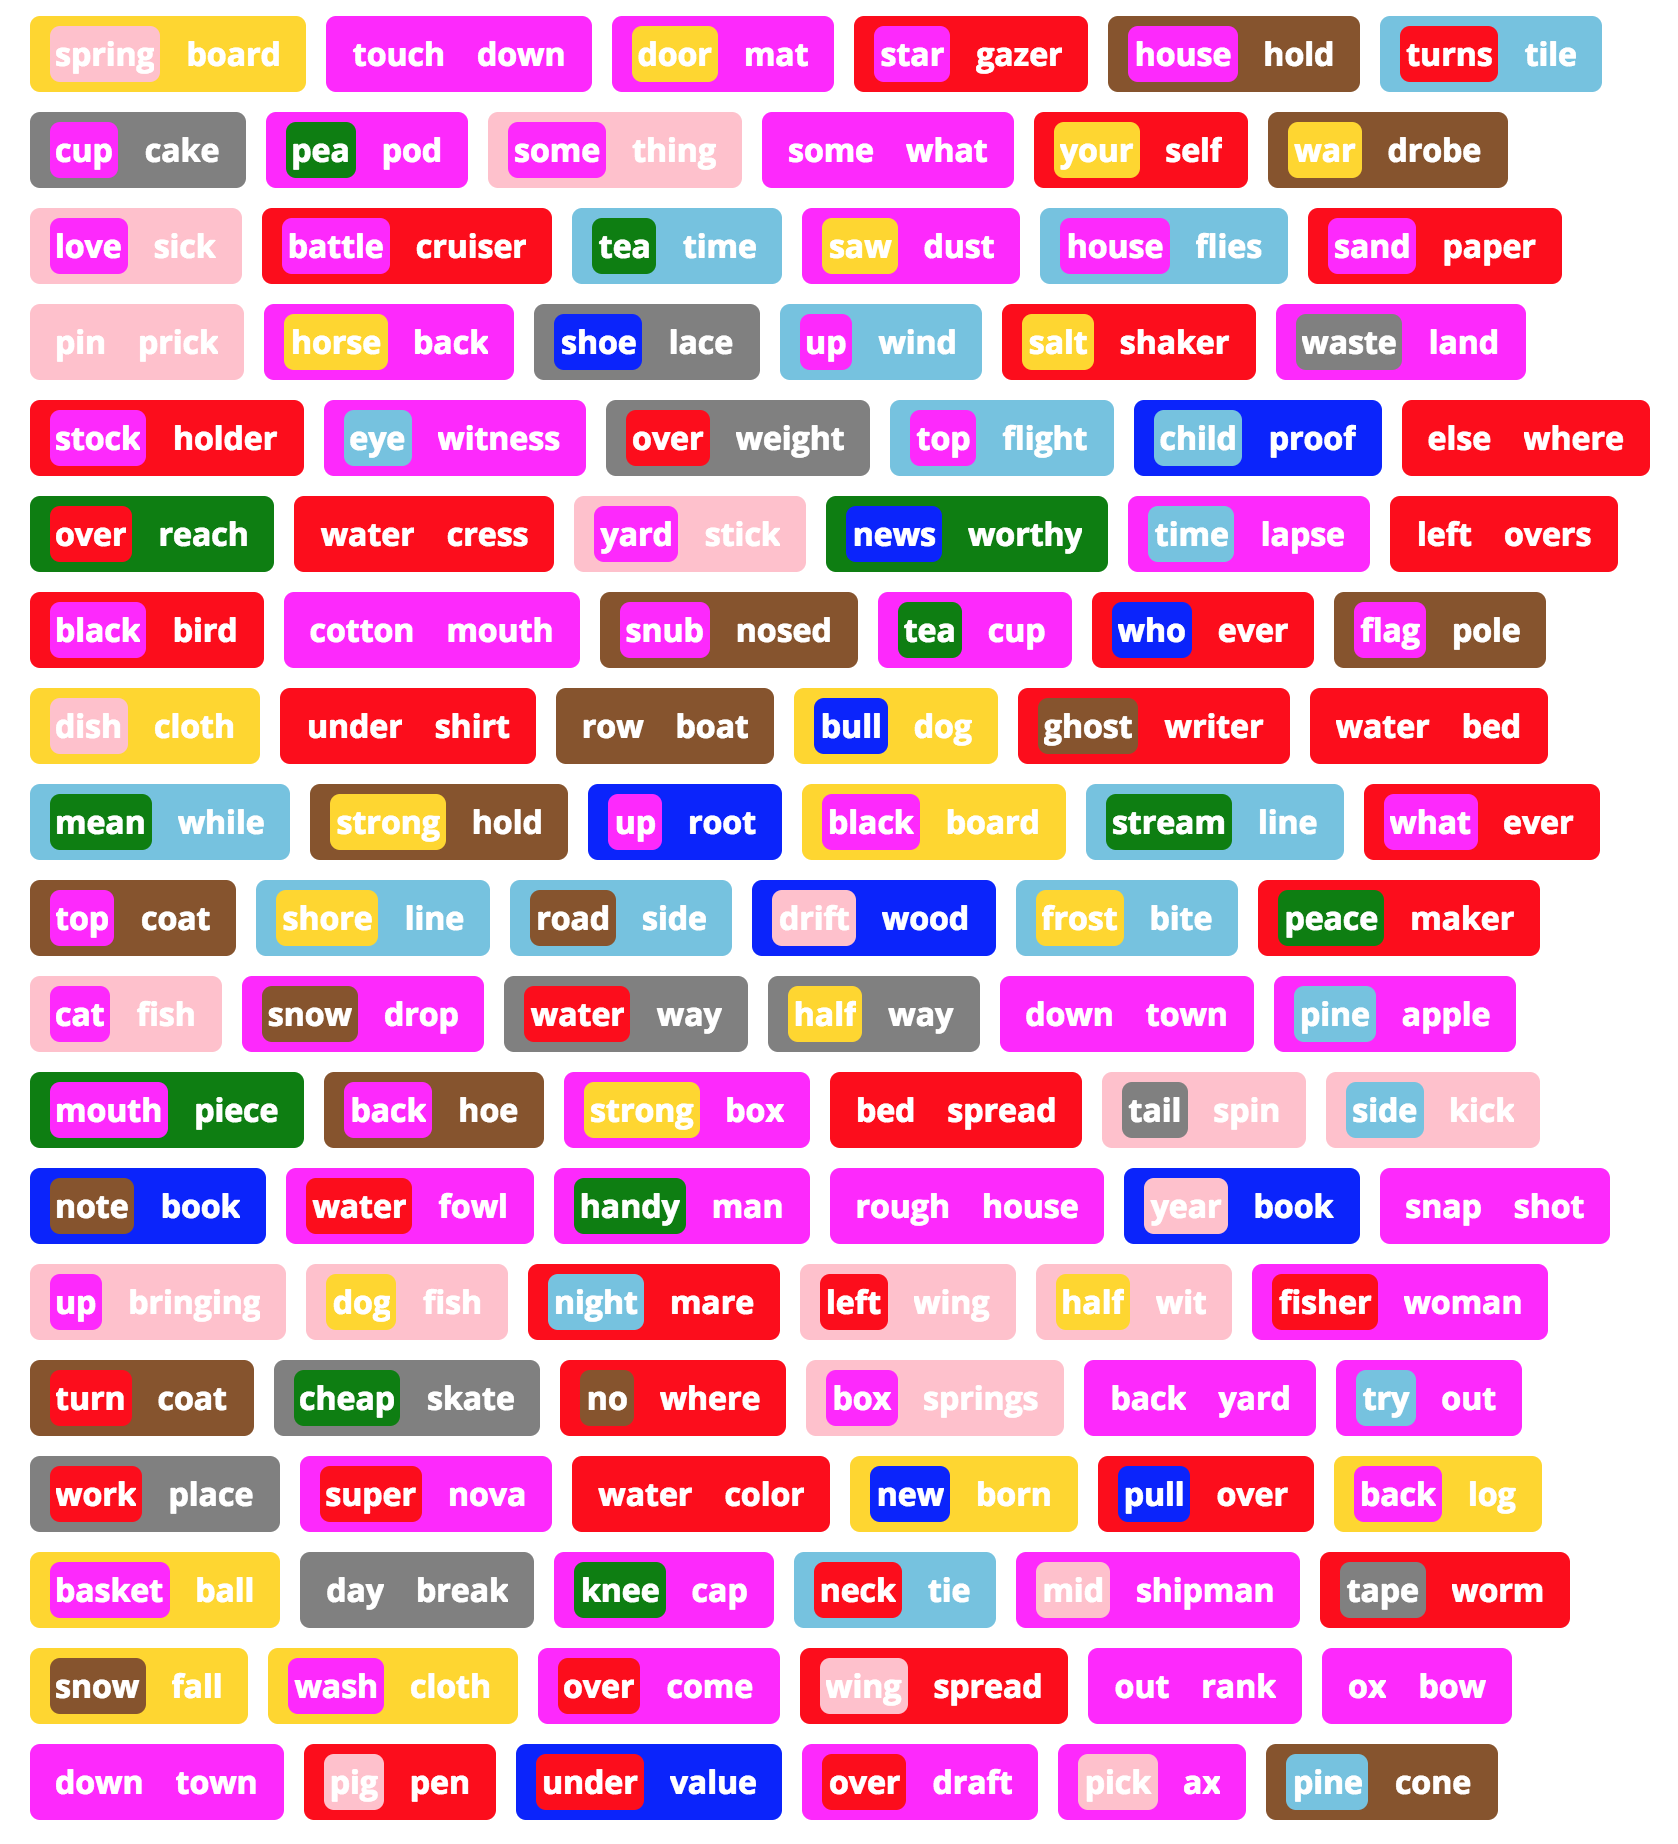 spring board touch down door mat star gazer house hold turns tile
cup cake pea pod some thing some what your self war drobe
love sick battle cruiser tea time saw dust house flies sand paper
pin prick horse back shoe lace up wind salt shaker waste land
stock holder eye witness over weight top flight child proof else where
over reach water cress yard stick news worthy time lapse left overs
black bird cotton mouth snub nosed tea cup who ever flag pole
dish cloth under shirt row boat bull dog ghost writer water bed
mean while strong hold up root black board stream line what ever
top coat shore line road side drift wood frost bite peace maker
cat fish snow drop water way half way down town pine apple
mouth piece back hoe strong box bed spread tail spin side kick
note book water fowl handy man rough house year book snap shot
up bringing dog fish night mare left wing half wit fisher woman
turn coat cheap skate no where box springs back yard try out
work place super nova water color new born pull over back log
basket ball day break knee cap neck tie mid shipman tape worm
snow fall wash cloth over come wing spread out rank ox bow
down town pig pen under value over draft pick ax pine cone